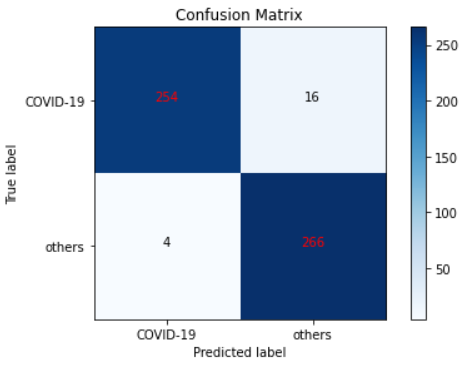 Confusion Matrix
COVID-19
254
16
others
4
266
COVID-19
others
Predicted label
True label
250
200
150
100
50